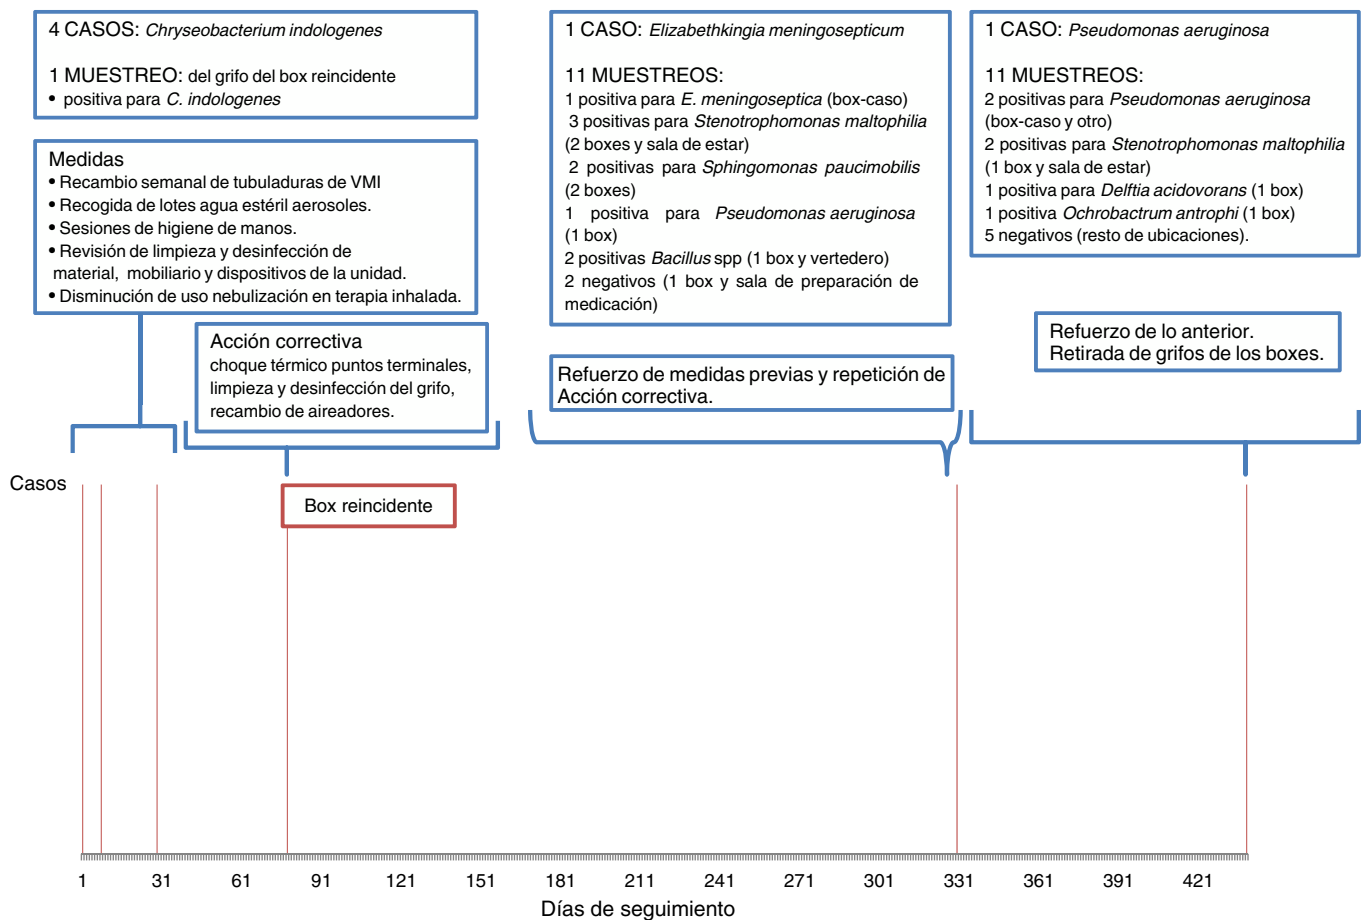 4 CASOS: Chryseobacterium indologenes
1 MUESTREO: del grifo del box reincidente
• positiva para C. indologenes
Medidas
• Recambio semanal de tubuladuras de VMI
• Recogida de lotes agua estéril aerosoles.
• Sesiones de higiene de manos.
• Revisión de limpieza y desinfección de
material, mobiliario y dispositivos de la unidad.
• Disminución de uso nebulización en terapia inhalada.
Acción correctiva
choque térmico puntos terminales,
limpieza y desinfección del grifo,
recambio de aireadores.
1 CASO: Elizabethkingia meningosepticum
11 MUESTREOS:
1 positiva para E. meningoseptica (box-caso)
3 positivas para Stenotrophomonas maltophilia
(2 boxes y sala de estar)
2 positivas para Sphingomonas paucimobilis
(2 boxes)
1 positiva para Pseudomonas aeruginosa
(1 box)
2 positivas Bacillus spp (1 box y vertedero)
2 negativos (1 box y sala de preparación de
medicación)
Refuerzo de medidas previas y repetición de
Acción correctiva.
1 CASO: Pseudomonas aeruginosa
11 MUESTREOS:
2 positivas para Pseudomonas aeruginosa
(box-caso y otro)
2 positivas para Stenotrophomonas maltophilia
(1 box y sala de estar)
1 positiva para Delftia acidovorans (1 box)
1 positiva Ochrobactrum antrophi (1 box)
5 negativos (resto de ubicaciones).
Refuerzo de lo anterior.
Retirada de grifos de los boxes.
Casos
Box reincidente
1 31 61 91 121 151 181 211 241 271 301 331 361 391 421
Días de seguimiento